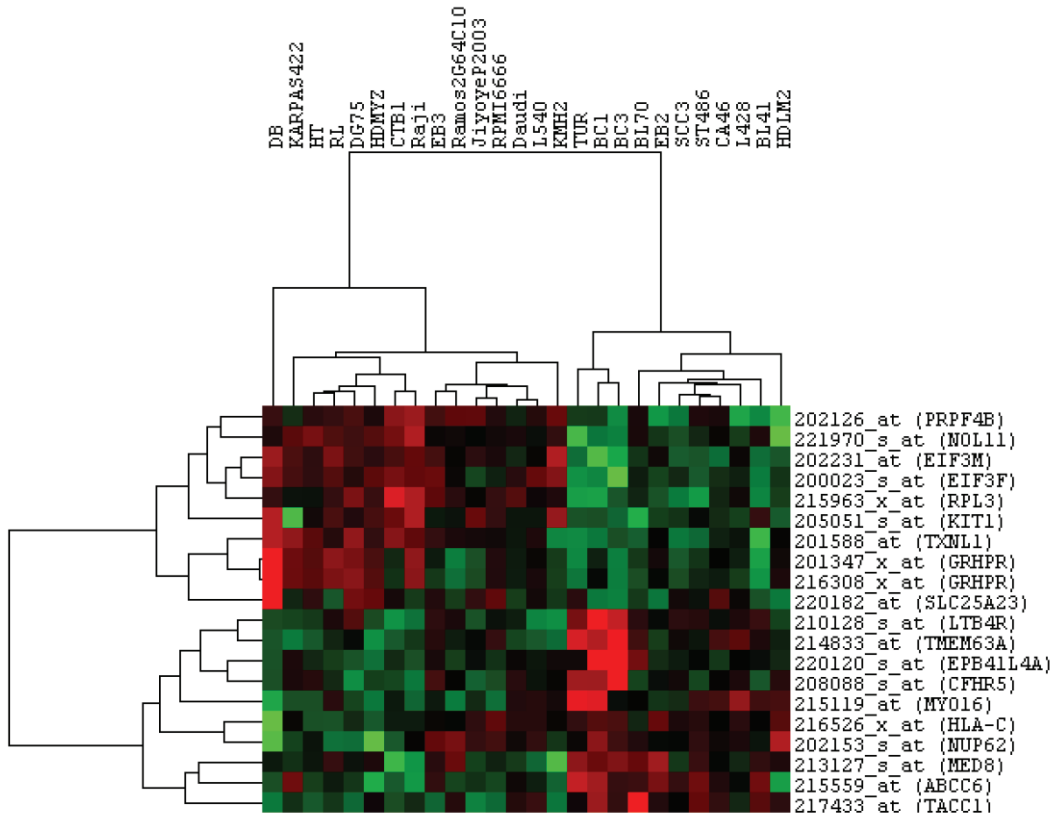 DB
KARPAS422
HT
RL
DG75
HDMYZ
CTB1
Raji
EB3
Ramos2G64C10
JiyoyeP2003
RPMI6666
Daudi
L540
KMH2
TUR
BC1
BC3
BL70
EB2
SCC3
ST486
CA46
L428
BL41
HDLM2
202126_at (PRPF4B)
221970_s_at (NOL11)
202231_at (EIF3M)
200023_s_at (EIF3F)
215963_x_at (RPL3)
205051_s_at (KIT1)
201588_at (TXNL1)
201347_x_at (GRHPR)
216308_x_at (GRHPR)
220182_at (SLC25A23)
210128_s_at (LTB4R)
214833_at (TMEM63A)
220120_s_at (EPB41L4A)
208088_s_at (CFHR5)
215119_at (MYO16)
216526_x_at (HLA-C)
202153_s_at (NUP62)
213127_s_at (MED8)
215559_at (ABCC6)
217433_at (TACC1)